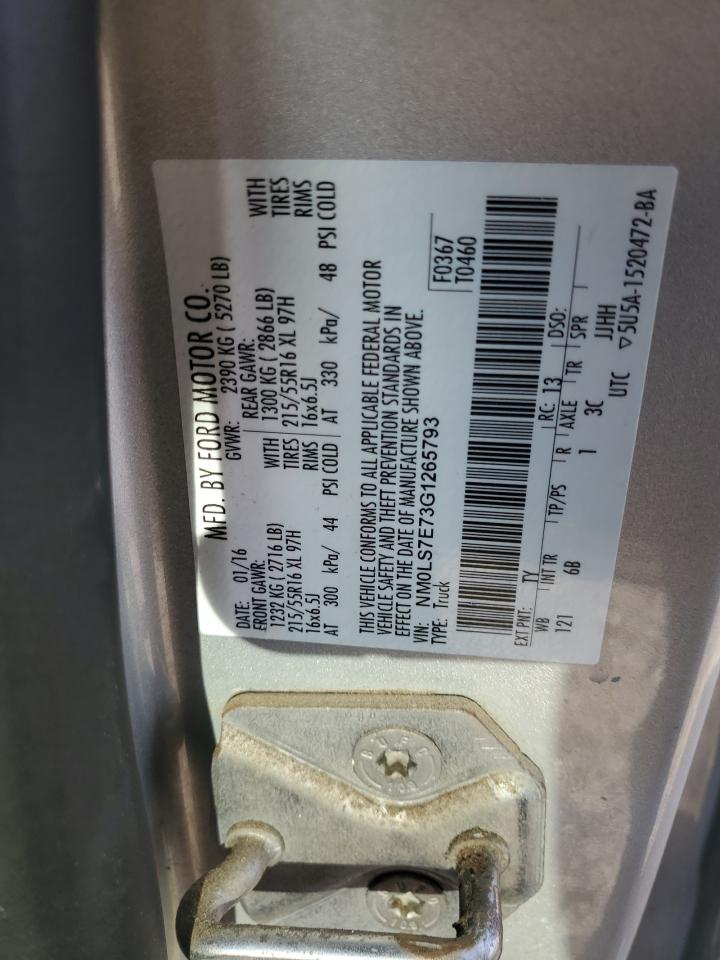 MFD. BY FORD MOTOR CO.
DATE: 01/16 GVWR: 2390 KG ( 5270 LB)
FRONT GAWR: REAR GAWR:
1232 KG ( 2716 LB) WITH 1300 KG ( 2866 LB) WITH
215/55R16 XL 97H TIRES 215/55R16 XL 97H TIRES
16x6.5J RIMS 16x6.5J RIMS
AT 300 kPa/ 44 PSI COLD AT 330 kPa/ 48 PSI COLD
THIS VEHICLE CONFORMS TO ALL APPLICABLE FEDERAL MOTOR
VEHICLE SAFETY AND THEFT PREVENTION STANDARDS IN
EFFECT ON THE DATE OF MANUFACTURE SHOWN ABOVE.
VIN: NM0LS7E73G1265793 F0367
TYPE: Truck T0460
EXT PNT: TY RC: 13 DSO:
WB INT TR TP/PS R AXLE TR SPR
121 6B 1 3C JJHH
UTC ▽5U5A-1520472-BA